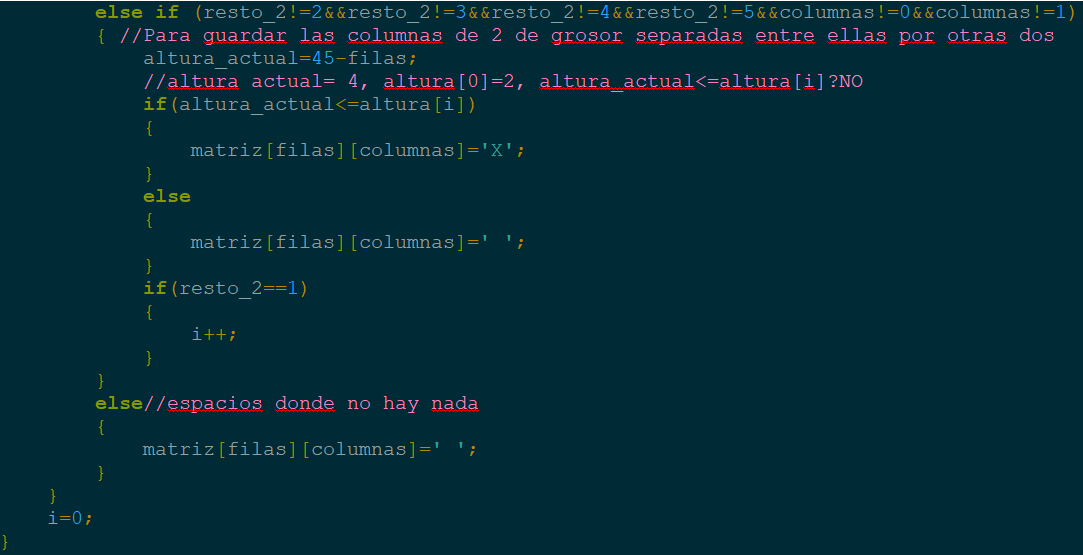 else if (resto_2!=2&&resto_2!=3&&resto_2!=4&&resto_2!=5&&columnas!=0&&columnas!=1)
{ //Para guardar las columnas de 2 de grosor separadas entre ellas por otras dos
altura_actual=45-filas;
//altura actual= 4, altura[0]=2, altura_actual<=altura[i]?NO
if(altura_actual<=altura[i])
{
matriz[filas][columnas]='X';
}
else
{
matriz[filas][columnas]=' ';
}
if(resto_2==1)
{
i++;
}
}
else//espacios donde no hay nada
{
matriz[filas][columnas]=' ';
}
}
i=0;
}